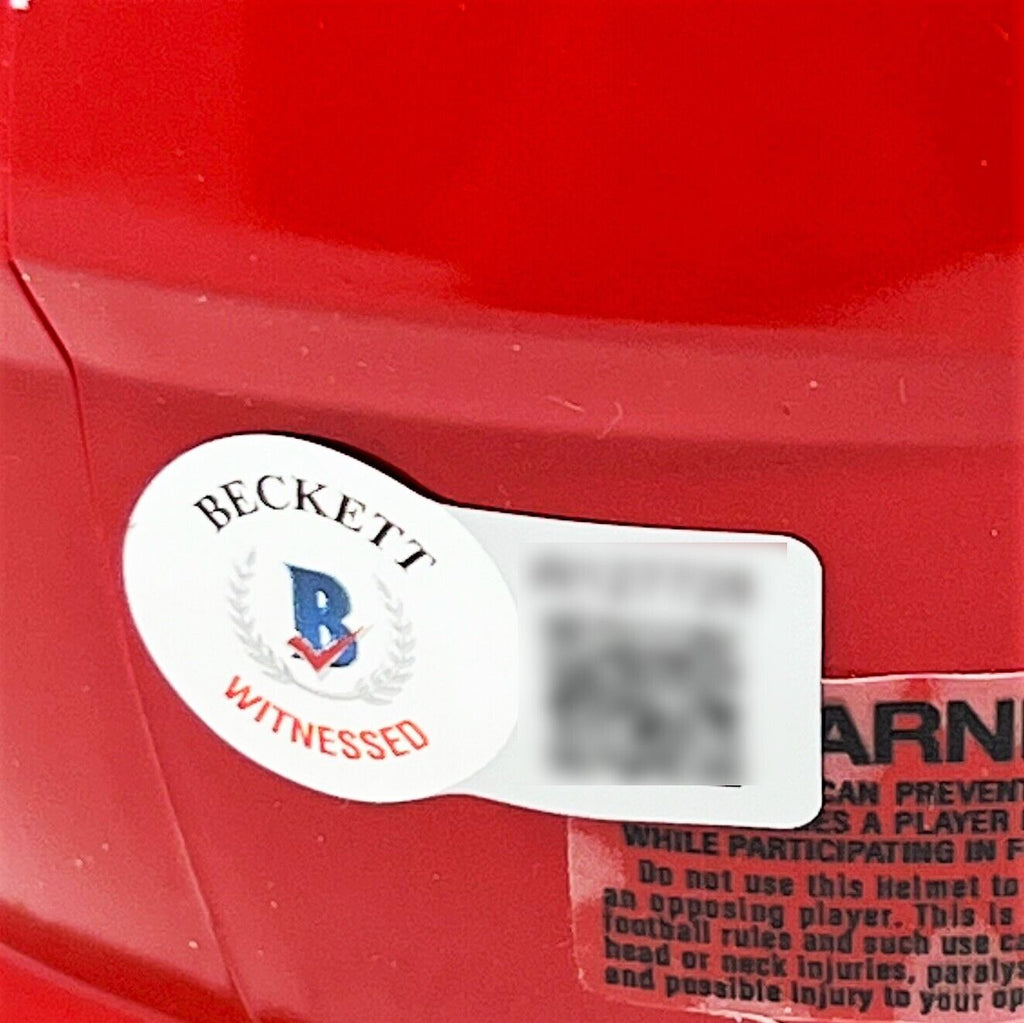 BECKETT
B
WITNESSED
ARN
CAN PREVENT
ES A PLAYER
WHILE PARTICIPATING IN F
Do not use this Helmet to
an opposing player. This is
football rules and such use ca
head or neck injuries, paralys
and possible injury to your op